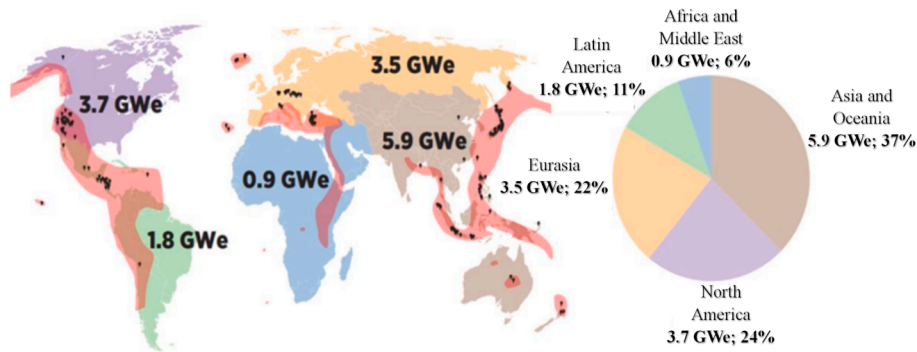 3.7 GWe
1.8 GWe
3.5 GWe
5.9 GWe
0.9 GWe
Africa and
Middle East
0.9 GWe; 6%
Latin
America
1.8 GWe; 11%
Asia and
Oceania
5.9 GWe; 37%
Eurasia
3.5 GWe; 22%
North
America
3.7 GWe; 24%